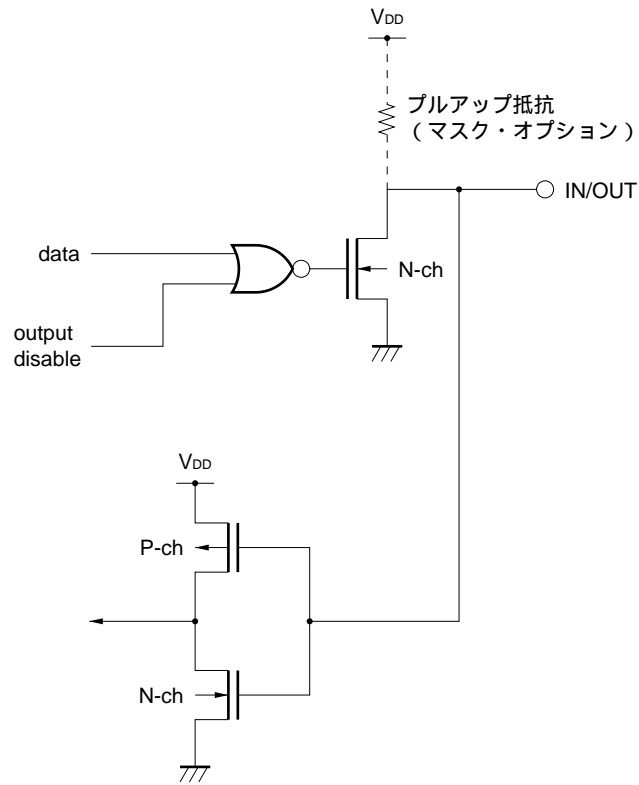 VDD
プルアップ抵抗
（マスク・オプション）
IN/OUT
data
N-ch
output
disable
VDD
P-ch
N-ch